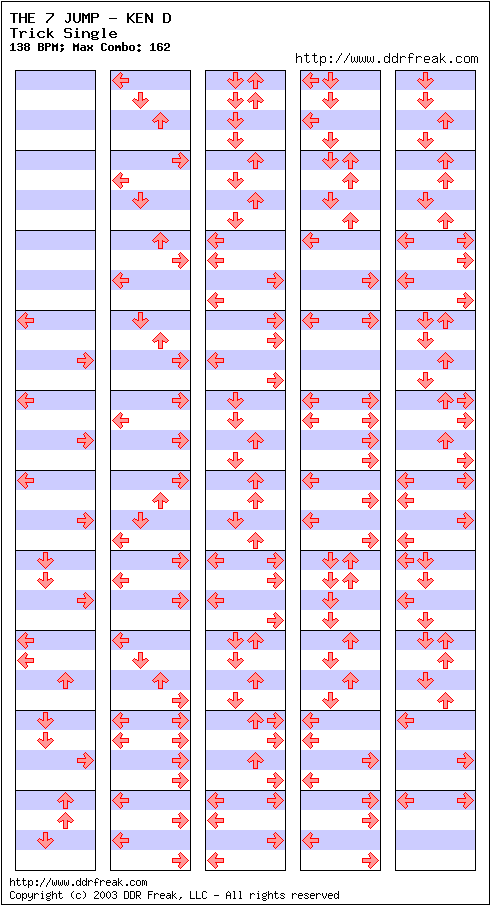 THE 7 JUMP - KEN D
Trick Single
138 BPM; Max Combo: 162
http://www.ddrfreak.com
http://www.ddrfreak.com
Copyright (c) 2003 DDR Freak, LLC - All rights reserved